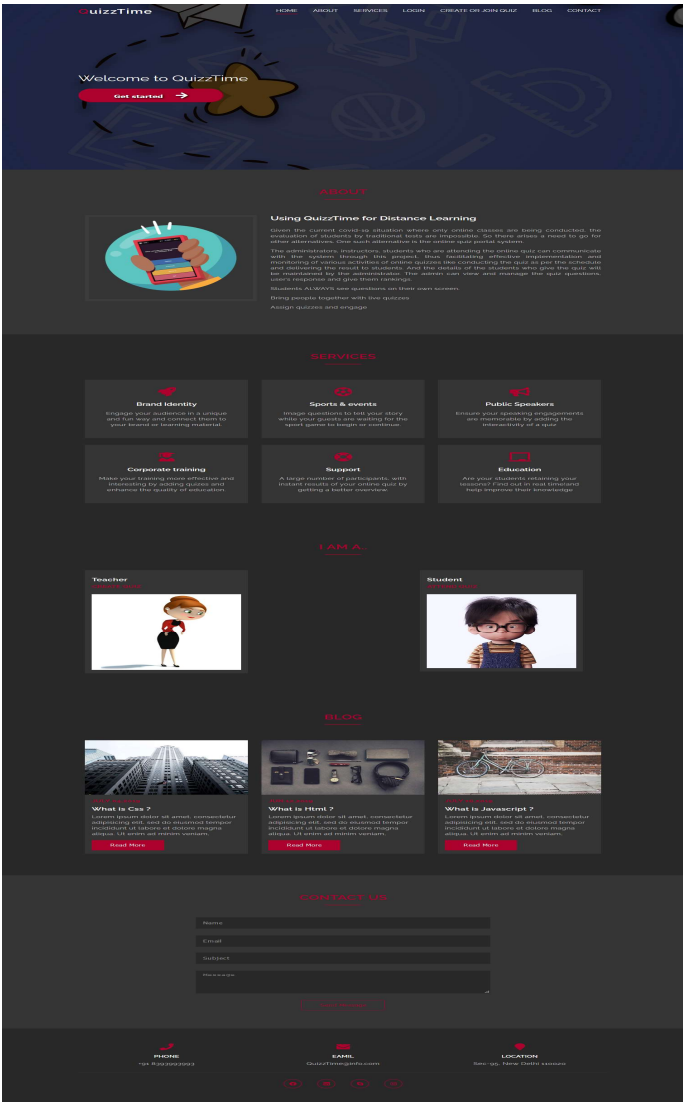 QuizzTime
HOME ABOUT SERVICES LOGIN CREATE OR JOIN QUIZ BLOG CONTACT
Welcome to QuizzTime
Get started
ABOUT
Using QuizzTime for Distance Learning
Given the current covid-19 situation where only online classes are being conducted, the
evaluation of students by traditional tests are impossible. So there arises a need to go for
other alternatives. One such alternative is the online quiz portal system.
The administrators, instructors, students who are attending the online quiz can communicate
with the system through this project, thus facilitating effective implementation and
monitoring of various activities of online quizzes like conducting the quiz as per the schedule
and delivering the result to students. And the details of the students who give the quiz will
be maintained by the administrator. The admin can view and manage the quiz questions,
user's response and give them rankings.
Students ALWAYS see questions on their own screen
Bring people together with live quizzes
Assign quizzes and engage
SERVICES
Brand Identity
Engage your audience in a unique
and fun way and connect them to
your brand or learning material.
Sports & events
Image questions to tell your story
while your guests are waiting for the
sport game to begin or continue.
Public Speakers
Ensure your speaking engagements
are memorable by adding the
interactivity of a quiz
Corporate training
Make your training more effective and
interesting by adding quizes and
enhance the quality of education.
Support
A large number of participants, with
instant results of your online quiz by
getting a better overview.
Education
Are your students retaining your
lessons? Find out in real timerand
help improve their knowledge
I AM A..
Teacher
Student
BLOG
What is Css ?
Lorem ipsum dolor sit amet, consectetur
adipisicing elit, sed do eiusmod tempor
incididunt ut labore et dolore magna
aliqua. Ut enim ad minim veniam.
Read More
What is Html ?
Lorem ipsum dolor sit amet, consectetur
adipisicing elit, sed do eiusmod tempor
incididunt ut labore et dolore magna
aliqua. Ut enim ad minim veniam.
Read More
What is Javascript ?
Lorem ipsum dolor sit amet, consectetur
adipisicing elit, sed do eiusmod tempor
incididunt ut labore et dolore magna
aliqua. Ut enim ad minim veniam.
Read More
CONTACT US
Name
Email
Subject
Message
PHONE
EAMIL
QuizzTime@info.com
LOCATION
Sec-95, New Delhi 110020